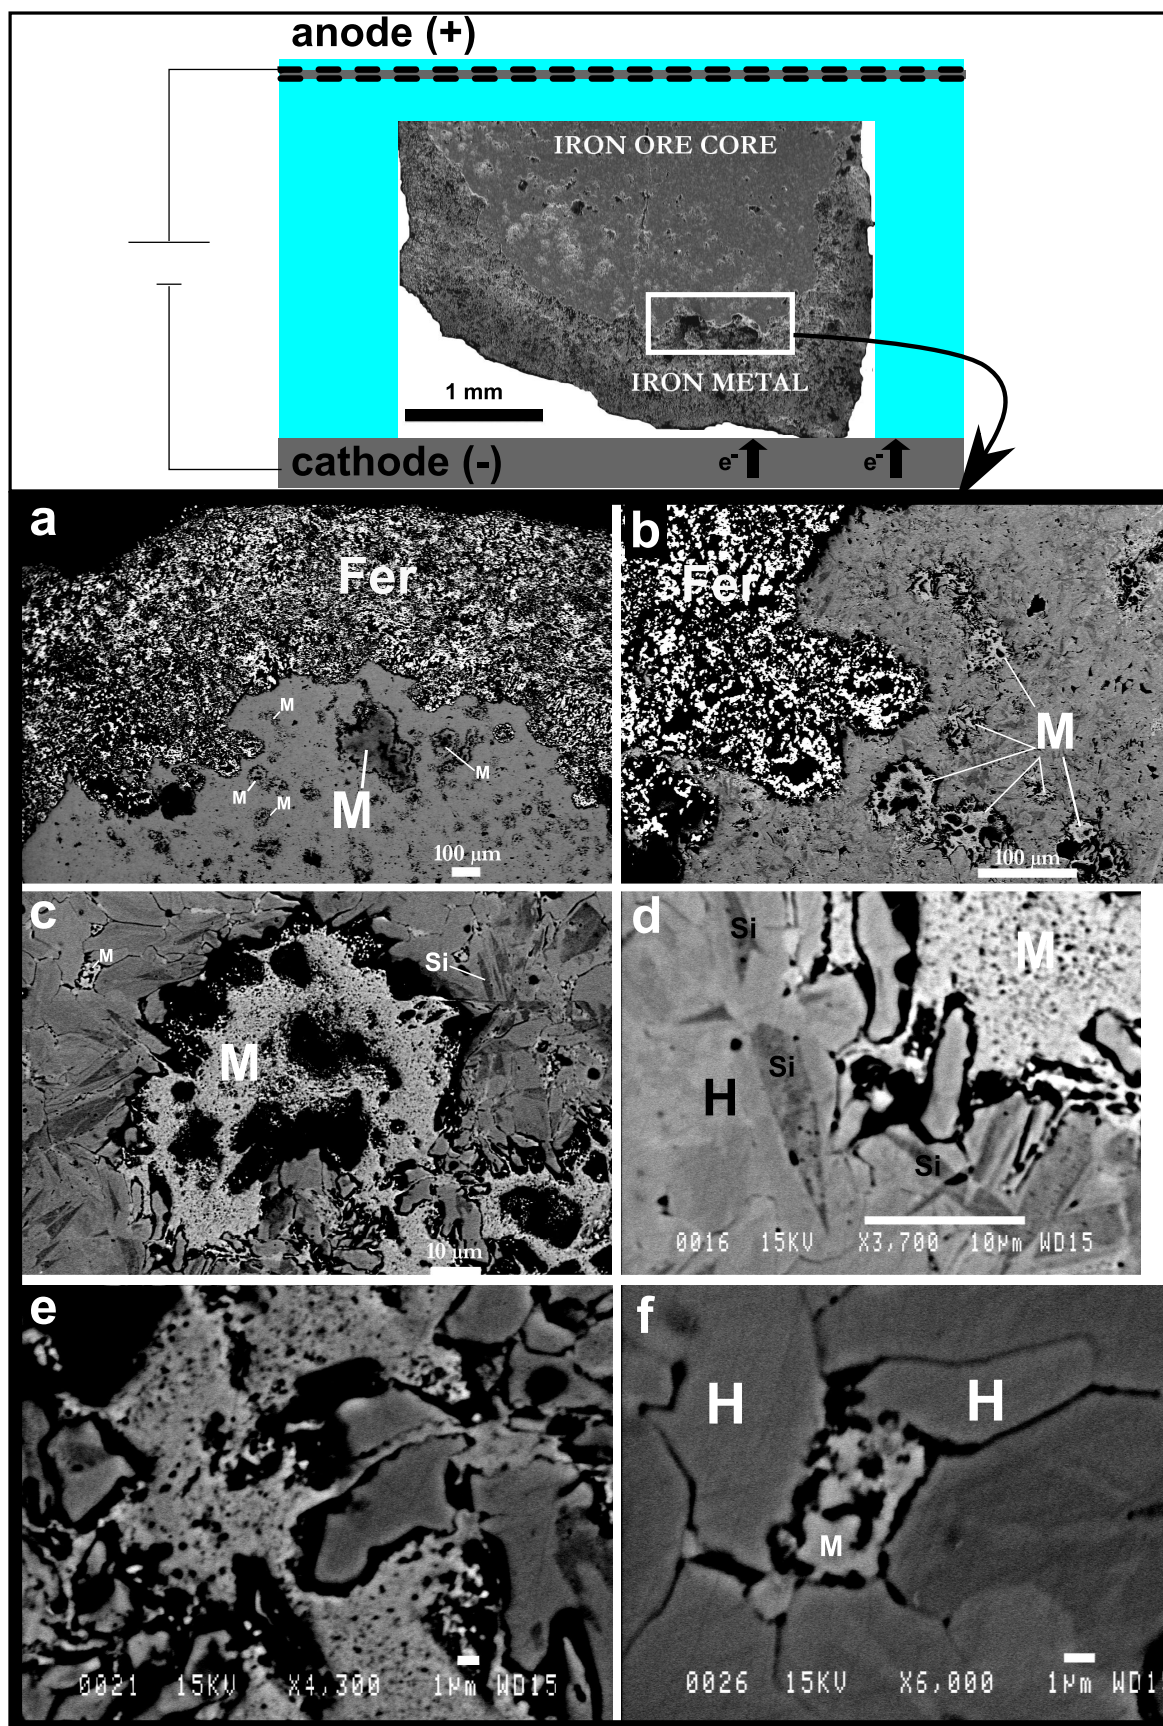 anode (+)
IRON ORE CORE
IRON METAL
1 mm
cathode (-)
e-
e-
a
Fer
M
M
M
M
M
100 µm
b
Fer
M
100 µm
c
M
Si
M
10 µm
d
Si
M
Si
H
Si
0016 15KV X3,700 10µm WD15
e
0021 15KV X4,300 1µm WD15
f
H
H
M
0026 15KV X6,000 1µm WD1